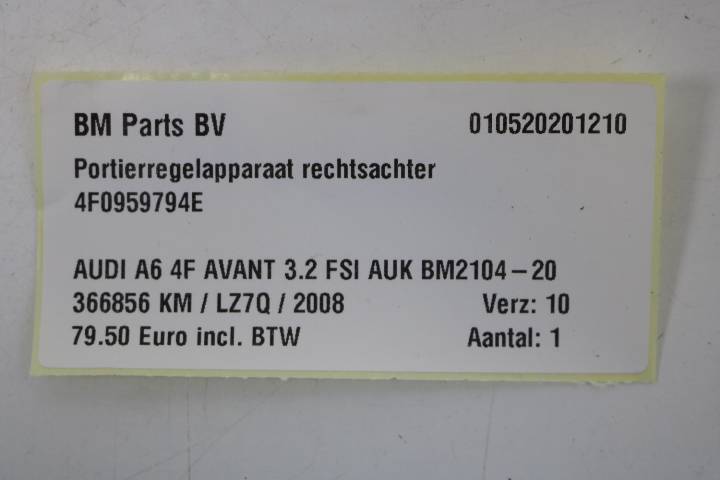 BM Parts BV 010520201210
Portierregelapparaat rechtsachter
4F0959794E
AUDI A6 4F AVANT 3.2 FSI AUK BM2104-20
366856 KM / LZ7Q / 2008 Verz: 10
79.50 Euro incl. BTW Aantal: 1